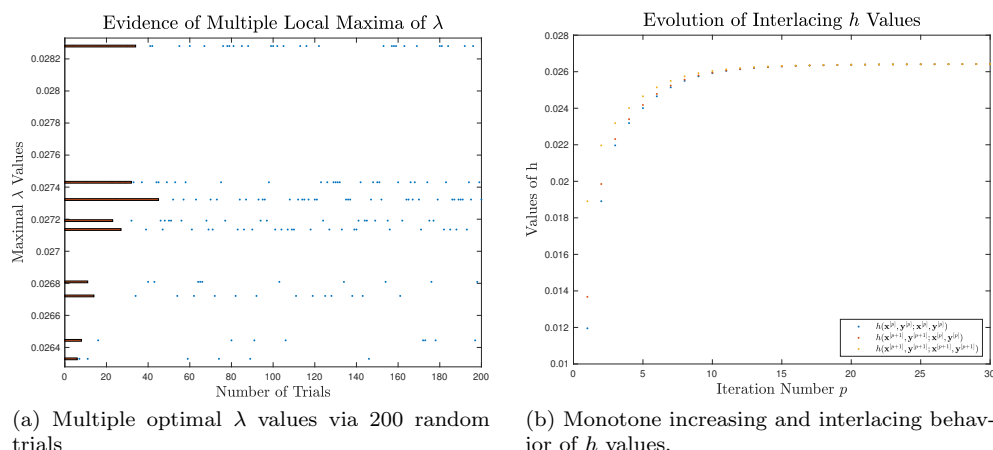 Evidence of Multiple Local Maxima of λ
Maximal λ Values
0.0282
0.028
0.0278
0.0276
0.0274
0.0272
0.027
0.0268
0.0266
0.0264
0 20 40 60 80 100 120 140 160 180 200
Number of Trials
(a) Multiple optimal λ values via 200 random
trials
Evolution of Interlacing h Values
Values of h
0.028
0.026
0.024
0.022
0.02
0.018
0.016
0.014
0.012
0.01
0 5 10 15 20 25 30
Iteration Number p
h(x^[p], y^[p]; x^[p], y^[p])
h(x^[p+1], y^[p+1]; x^[p], y^[p])
h(x^[p+1], y^[p+1]; x^[p+1], y^[p+1])
(b) Monotone increasing and interlacing behav-
ior of h values.